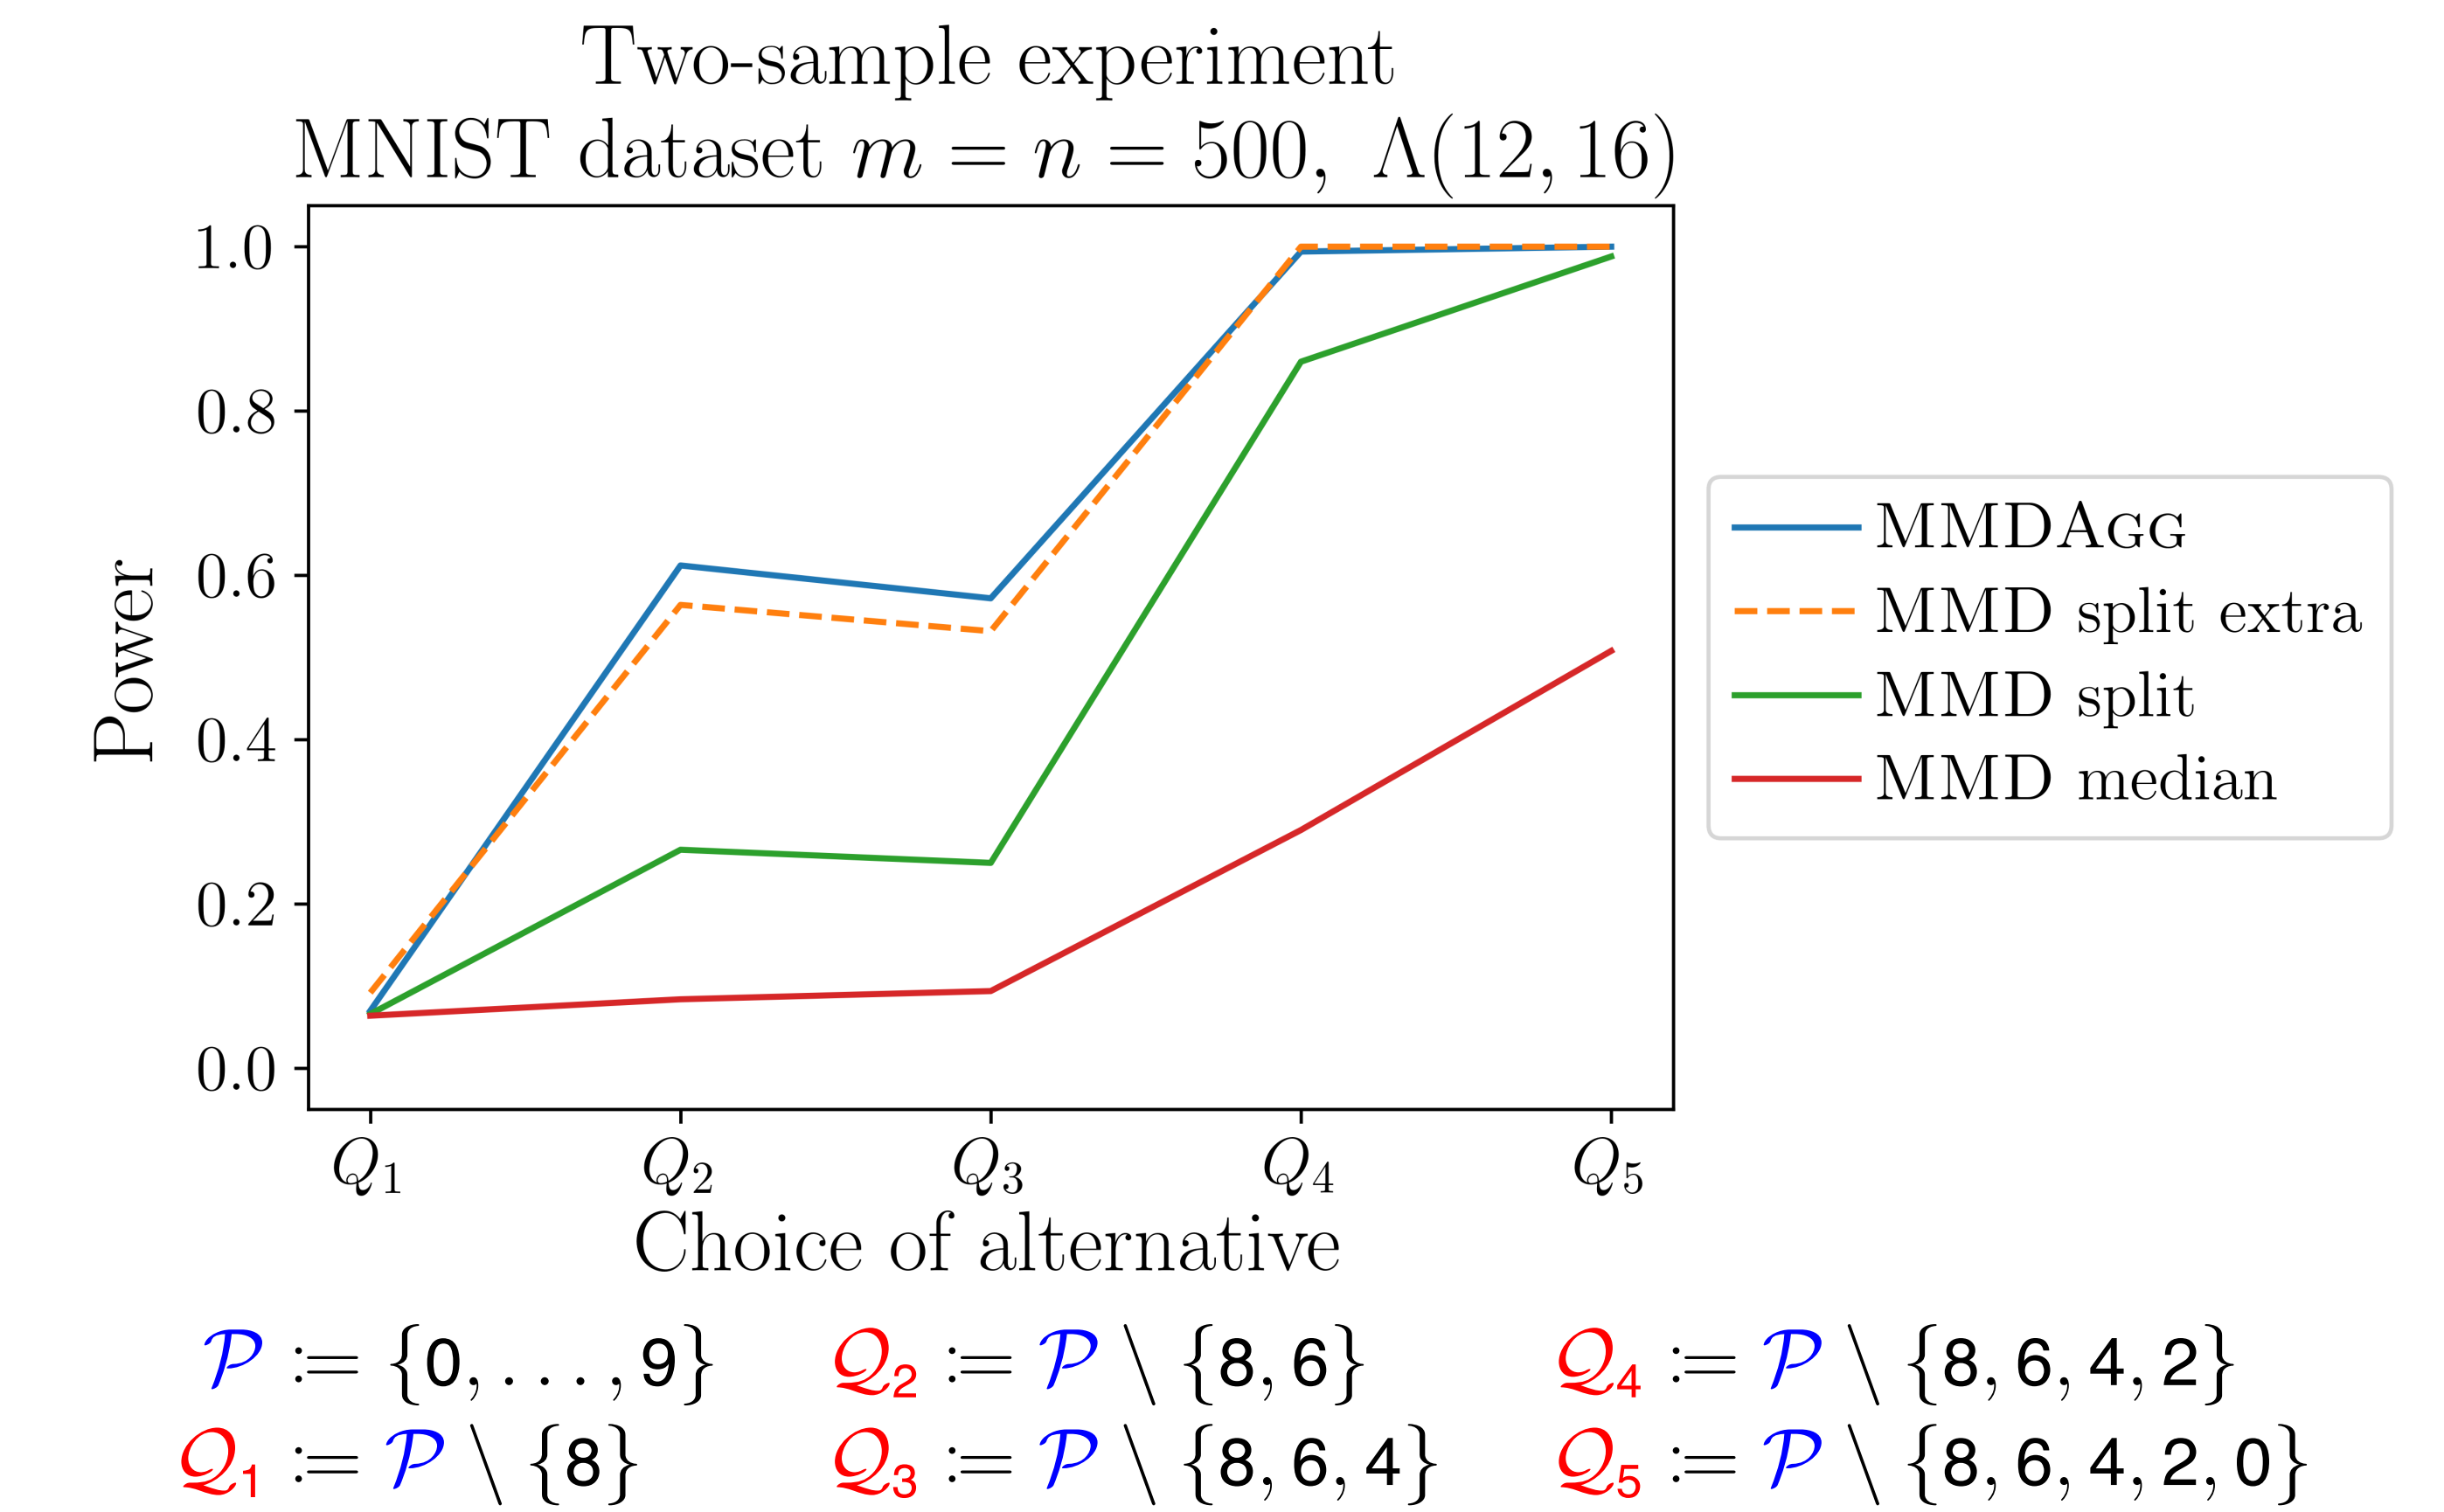 Two-sample experiment
MNIST dataset m = n = 500, Λ(12, 16)
Power
1.0
0.8
0.6
0.4
0.2
0.0
Q₁ Q₂ Q₃ Q₄ Q₅
Choice of alternative
MMDAGG
MMD split extra
MMD split
MMD median
𝒫 := {0, . . . , 9} 𝒬₂ := 𝒫 \ {8, 6} 𝒬₄ := 𝒫 \ {8, 6, 4, 2}
𝒬₁ := 𝒫 \ {8} 𝒬₃ := 𝒫 \ {8, 6, 4} 𝒬₅ := 𝒫 \ {8, 6, 4, 2, 0}